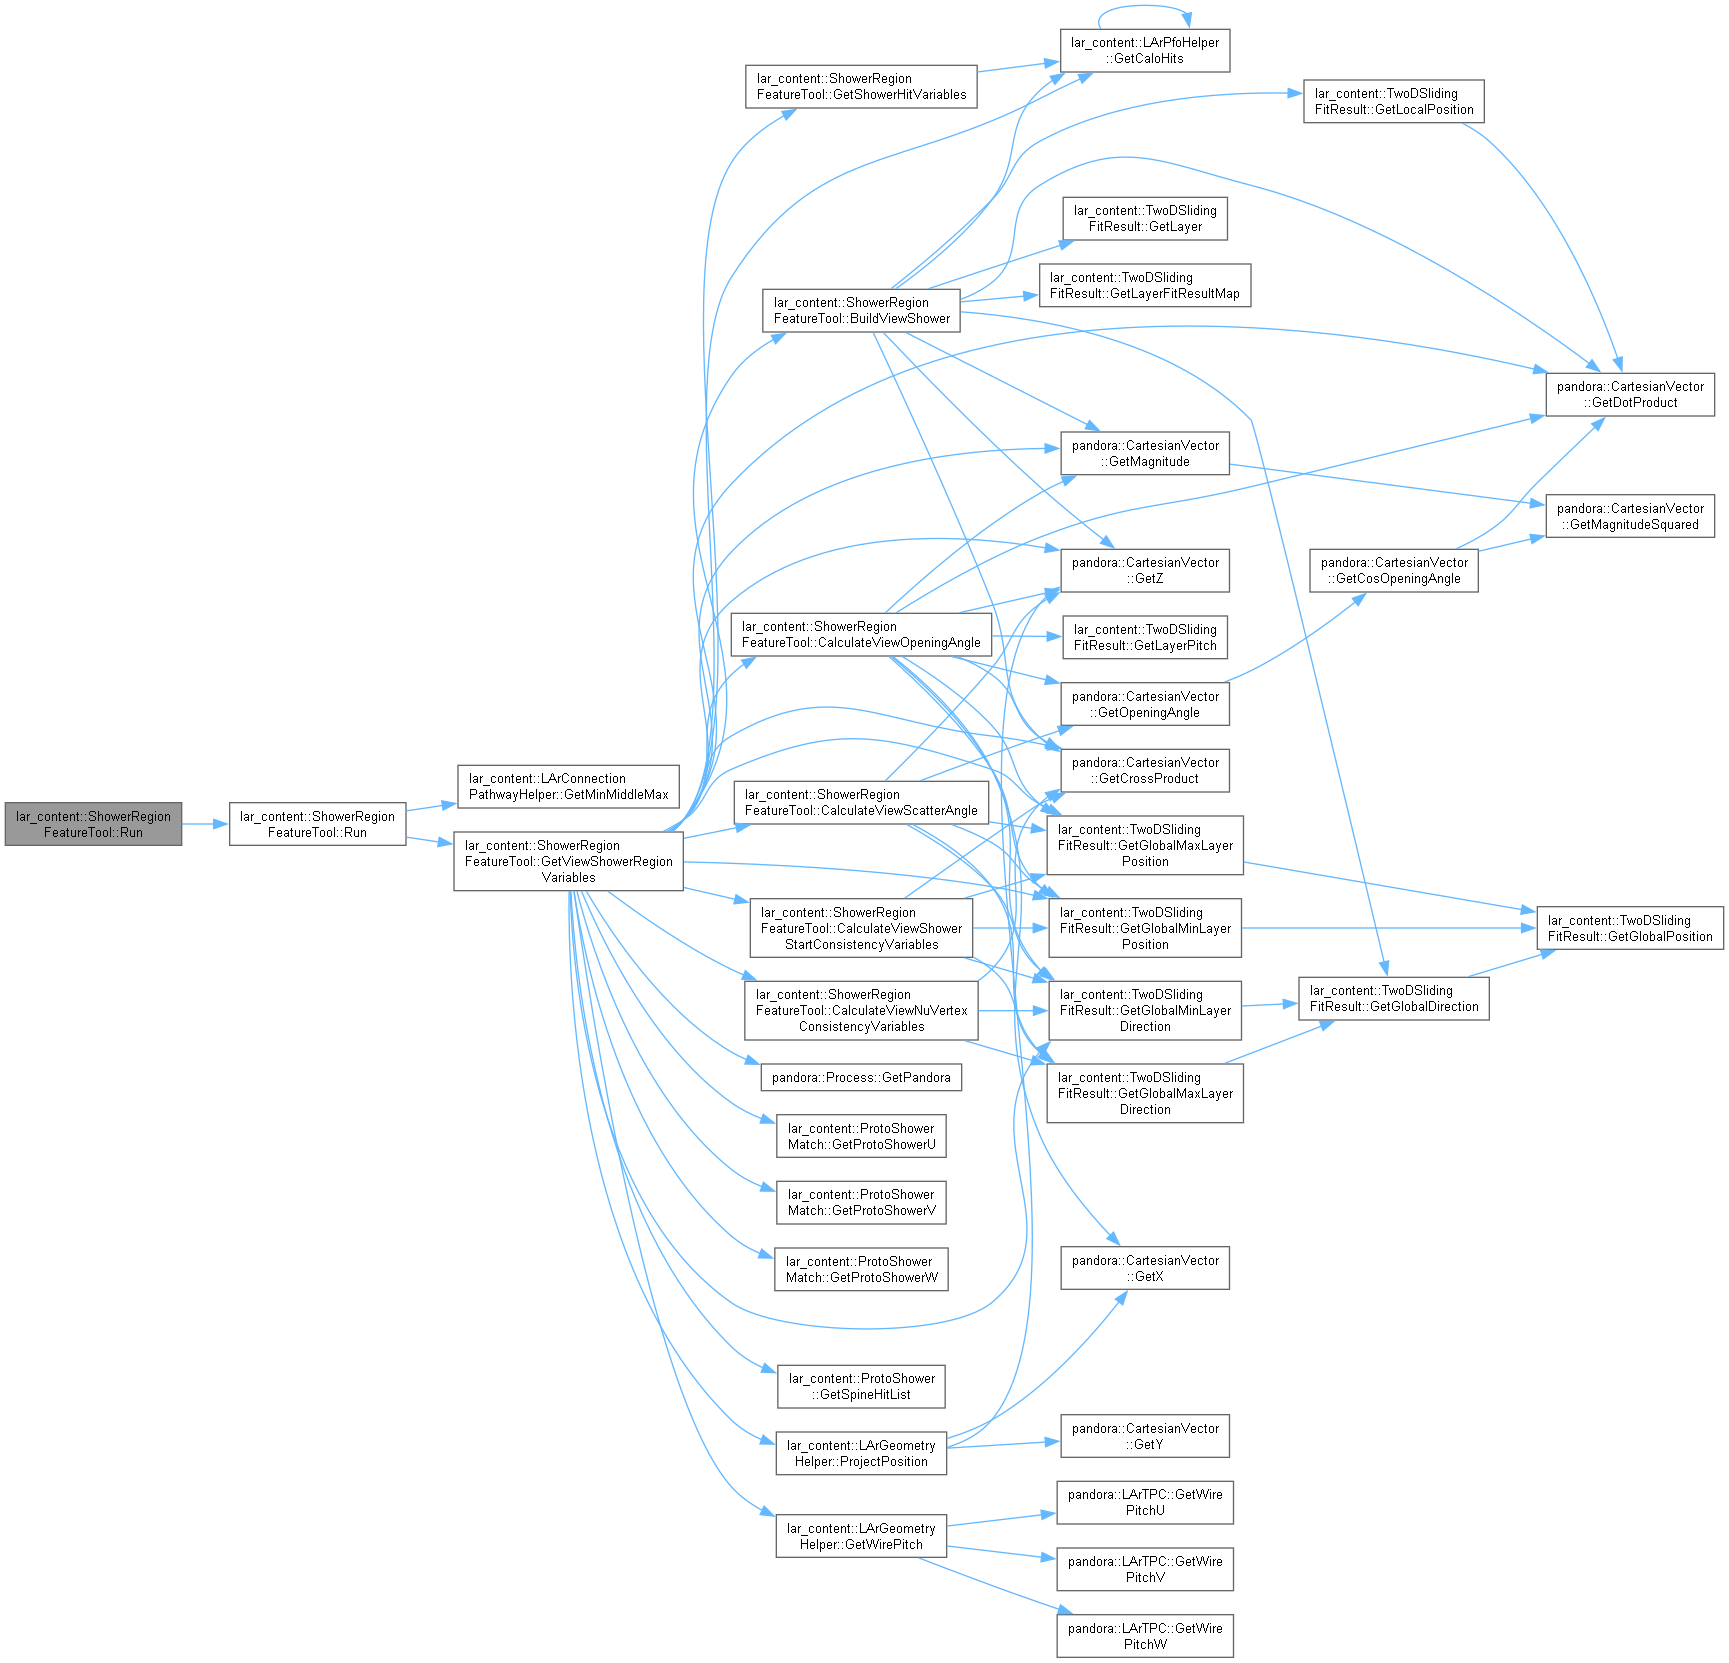 lar_content::ShowerRegion
FeatureTool::Run
lar_content::ShowerRegion
FeatureTool::Run
lar_content::LArConnection
PathwayHelper::GetMinMiddleMax
lar_content::ShowerRegion
FeatureTool::GetViewShowerRegion
Variables
lar_content::ShowerRegion
FeatureTool::GetShowerHitVariables
lar_content::ShowerRegion
FeatureTool::BuildViewShower
lar_content::ShowerRegion
FeatureTool::CalculateViewOpeningAngle
lar_content::ShowerRegion
FeatureTool::CalculateViewScatterAngle
lar_content::ShowerRegion
FeatureTool::CalculateViewShower
StartConsistencyVariables
lar_content::ShowerRegion
FeatureTool::CalculateViewNuVertex
ConsistencyVariables
pandora::Process::GetPandora
lar_content::ProtoShower
Match::GetProtoShowerU
lar_content::ProtoShower
Match::GetProtoShowerV
lar_content::ProtoShower
Match::GetProtoShowerW
lar_content::ProtoShower
::GetSpineHitList
lar_content::LArGeometry
Helper::ProjectPosition
lar_content::LArGeometry
Helper::GetWirePitch
lar_content::LArPfoHelper
::GetCaloHits
lar_content::TwoDSliding
FitResult::GetLayer
lar_content::TwoDSliding
FitResult::GetLayerFitResultMap
pandora::CartesianVector
::GetMagnitude
pandora::CartesianVector
::GetZ
lar_content::TwoDSliding
FitResult::GetLayerPitch
pandora::CartesianVector
::GetOpeningAngle
pandora::CartesianVector
::GetCrossProduct
lar_content::TwoDSliding
FitResult::GetGlobalMaxLayer
Position
lar_content::TwoDSliding
FitResult::GetGlobalMinLayer
Position
lar_content::TwoDSliding
FitResult::GetGlobalMinLayer
Direction
lar_content::TwoDSliding
FitResult::GetGlobalMaxLayer
Direction
pandora::CartesianVector
::GetX
pandora::CartesianVector
::GetY
pandora::LArTPC::GetWire
PitchU
pandora::LArTPC::GetWire
PitchV
pandora::LArTPC::GetWire
PitchW
lar_content::TwoDSliding
FitResult::GetLocalPosition
pandora::CartesianVector
::GetCosOpeningAngle
lar_content::TwoDSliding
FitResult::GetGlobalDirection
pandora::CartesianVector
::GetDotProduct
pandora::CartesianVector
::GetMagnitudeSquared
lar_content::TwoDSliding
FitResult::GetGlobalPosition